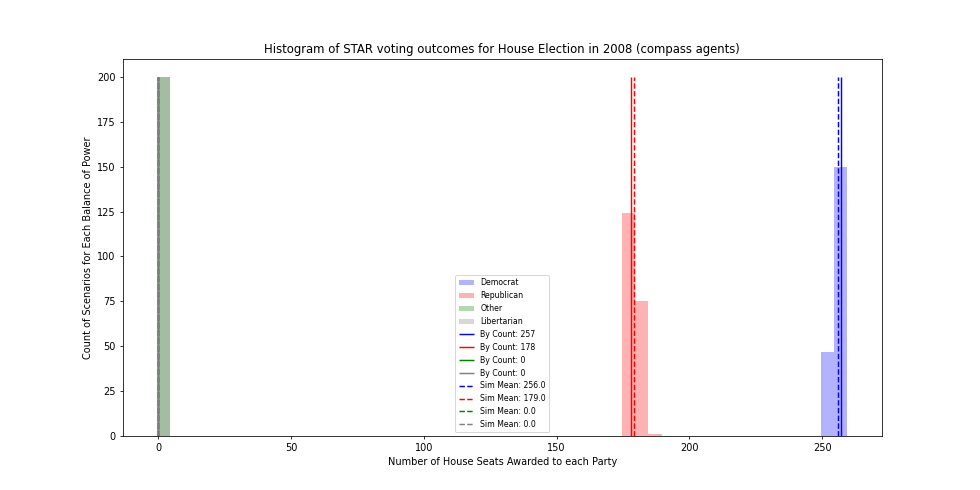 Histogram of STAR voting outcomes for House Election in 2008 (compass agents)
200
175
150
125
100
75
50
25
0
Count of Scenarios for Each Balance of Power
Democrat
Republican
Other
Libertarian
By Count: 257
By Count: 178
By Count: 0
By Count: 0
Sim Mean: 256.0
Sim Mean: 179.0
Sim Mean: 0.0
Sim Mean: 0.0
0 50 100 150 200 250
Number of House Seats Awarded to each Party